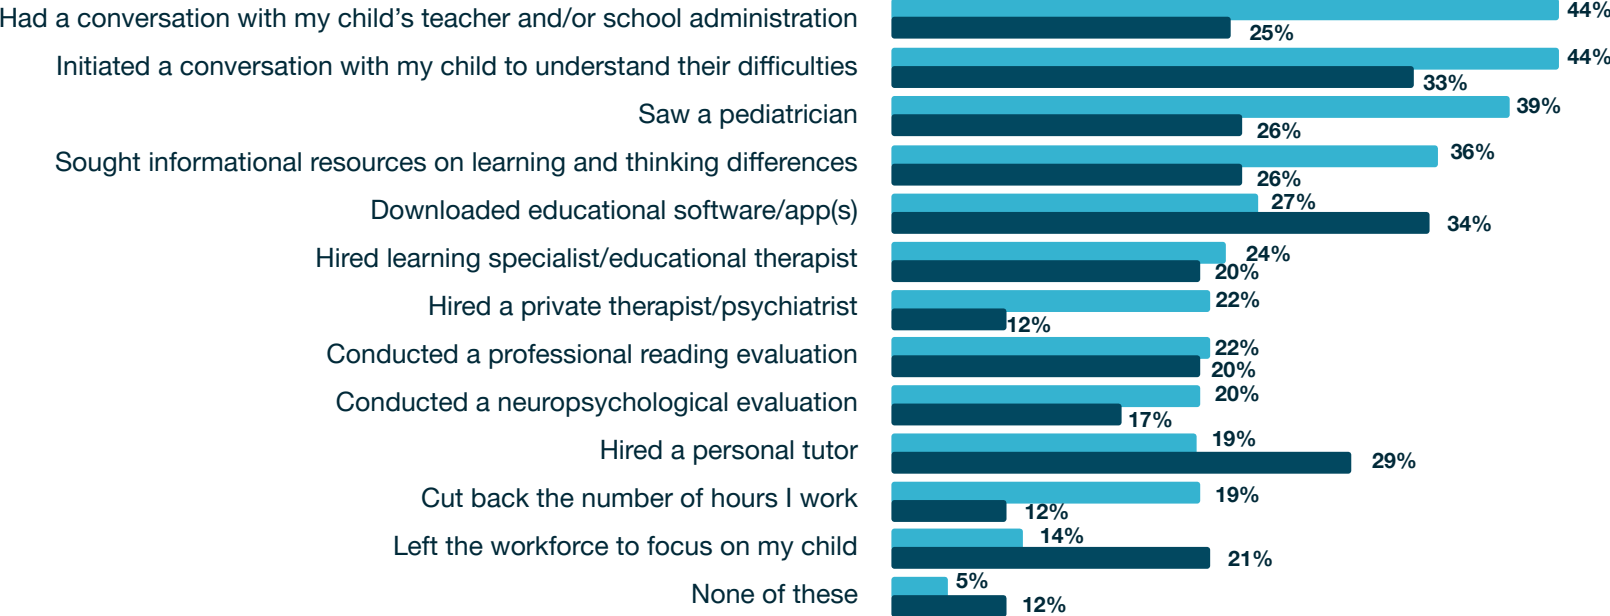 Had a conversation with my child’s teacher and/or school administration 44%
25%
Initiated a conversation with my child to understand their difficulties 44%
33%
Saw a pediatrician 39%
26%
Sought informational resources on learning and thinking differences 36%
26%
Downloaded educational software/app(s) 27%
34%
Hired learning specialist/educational therapist 24%
20%
Hired a private therapist/psychiatrist 22%
12%
Conducted a professional reading evaluation 22%
20%
Conducted a neuropsychological evaluation 20%
17%
Hired a personal tutor 19%
29%
Cut back the number of hours I work 19%
12%
Left the workforce to focus on my child 14%
21%
None of these 5%
12%